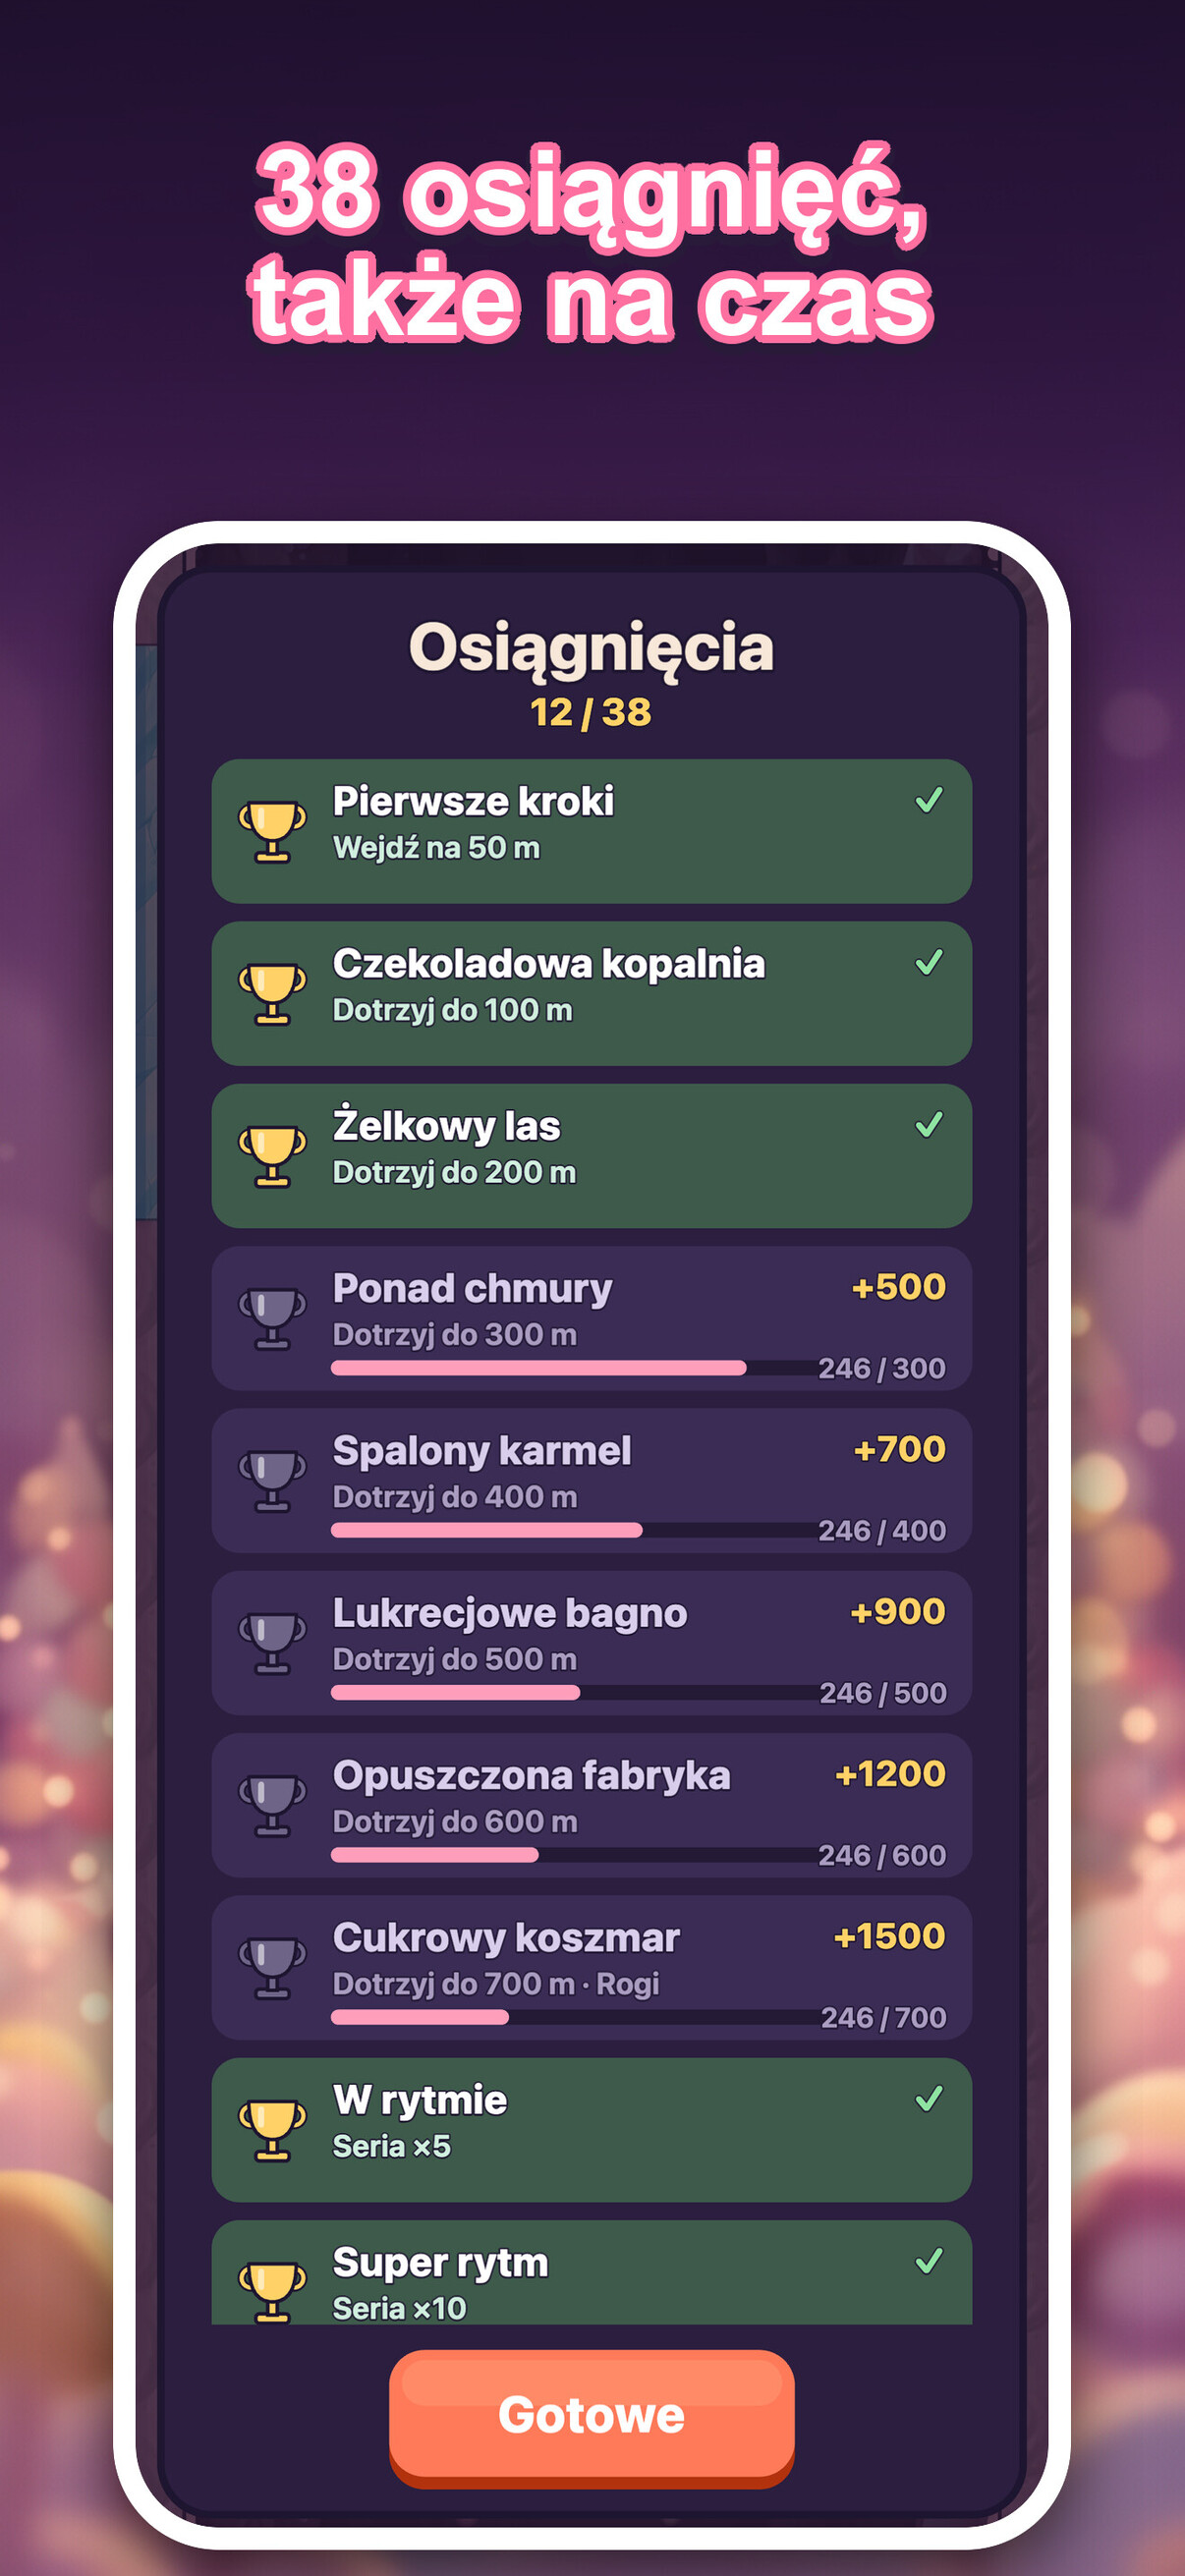 38 osiągnięć,
także na czas
Osiągnięcia
12 / 38
Pierwsze kroki
Wejdź na 50 m
Czekoladowa kopalnia
Dotrzyj do 100 m
Żelkowy las
Dotrzyj do 200 m
Ponad chmury +500
Dotrzyj do 300 m
246 / 300
Spalony karmel +700
Dotrzyj do 400 m
246 / 400
Lukrecjowe bagno +900
Dotrzyj do 500 m
246 / 500
Opuszczona fabryka +1200
Dotrzyj do 600 m
246 / 600
Cukrowy koszmar +1500
Dotrzyj do 700 m · Rogi
246 / 700
W rytmie
Seria ×5
Super rytm
Seria ×10
Gotowe